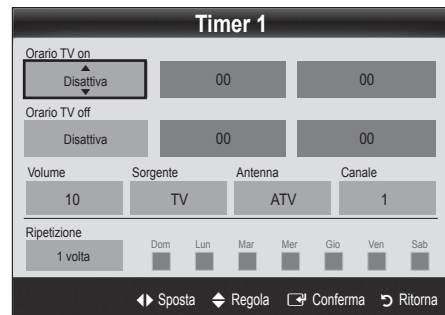 Timer 1
Orario TV on
Disattiva 00 00
Orario TV off
Disattiva 00 00
Volume Sorgente Antenna Canale
10 TV ATV 1
Ripetizione
1 volta Dom Lun Mar Mer Gio Ven Sab
Sposta Regola Conferma Ritorna